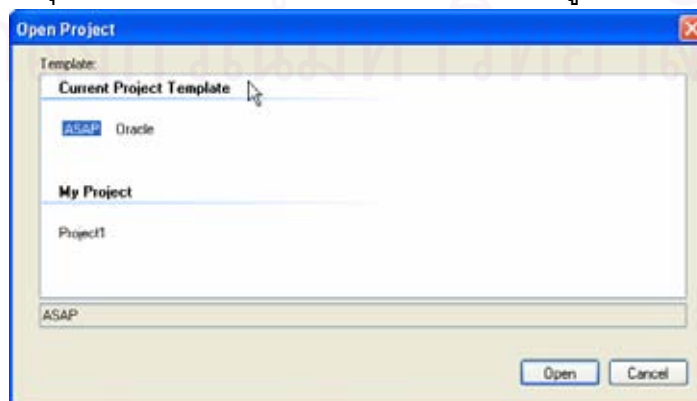 Open Project
Template:
Current Project Template
ASAP Oracle
My Project
Project1
ASAP
Open Cancel